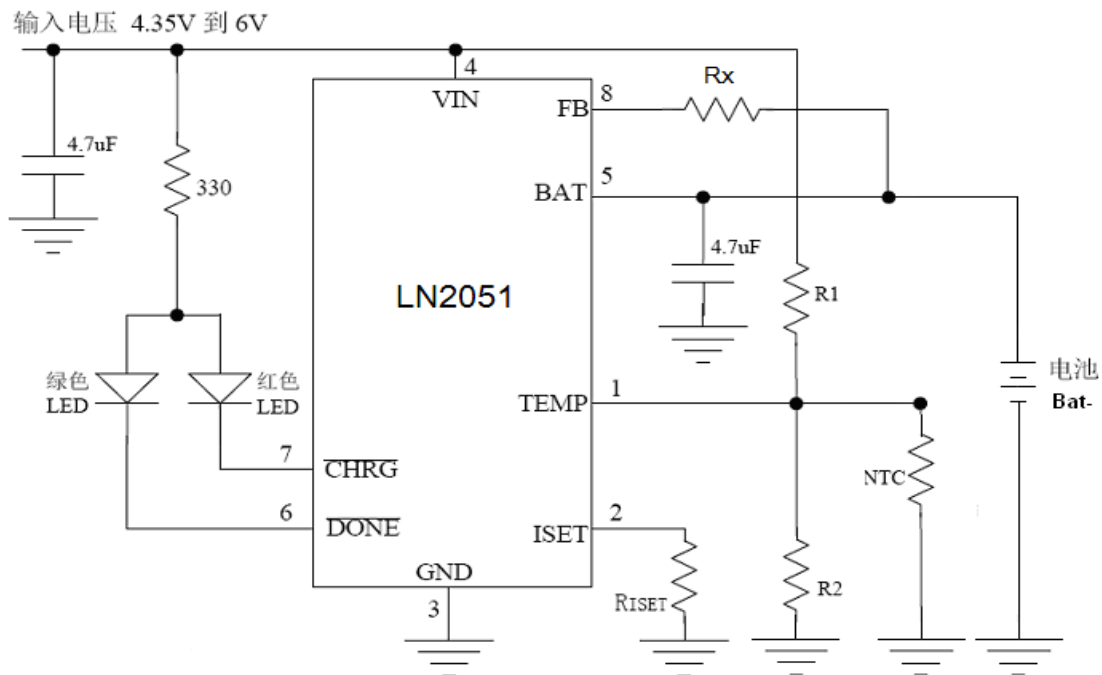 输入电压 4.35V 到 6V
4
VIN
Rx
8
FB
4.7uF
330
5
BAT
4.7uF
LN2051
R1
绿色
LED
红色
LED
电池
Bat-
TEMP
1
7
CHRG
NTC
6
DONE
2
ISET
GND
3
RISET
R2